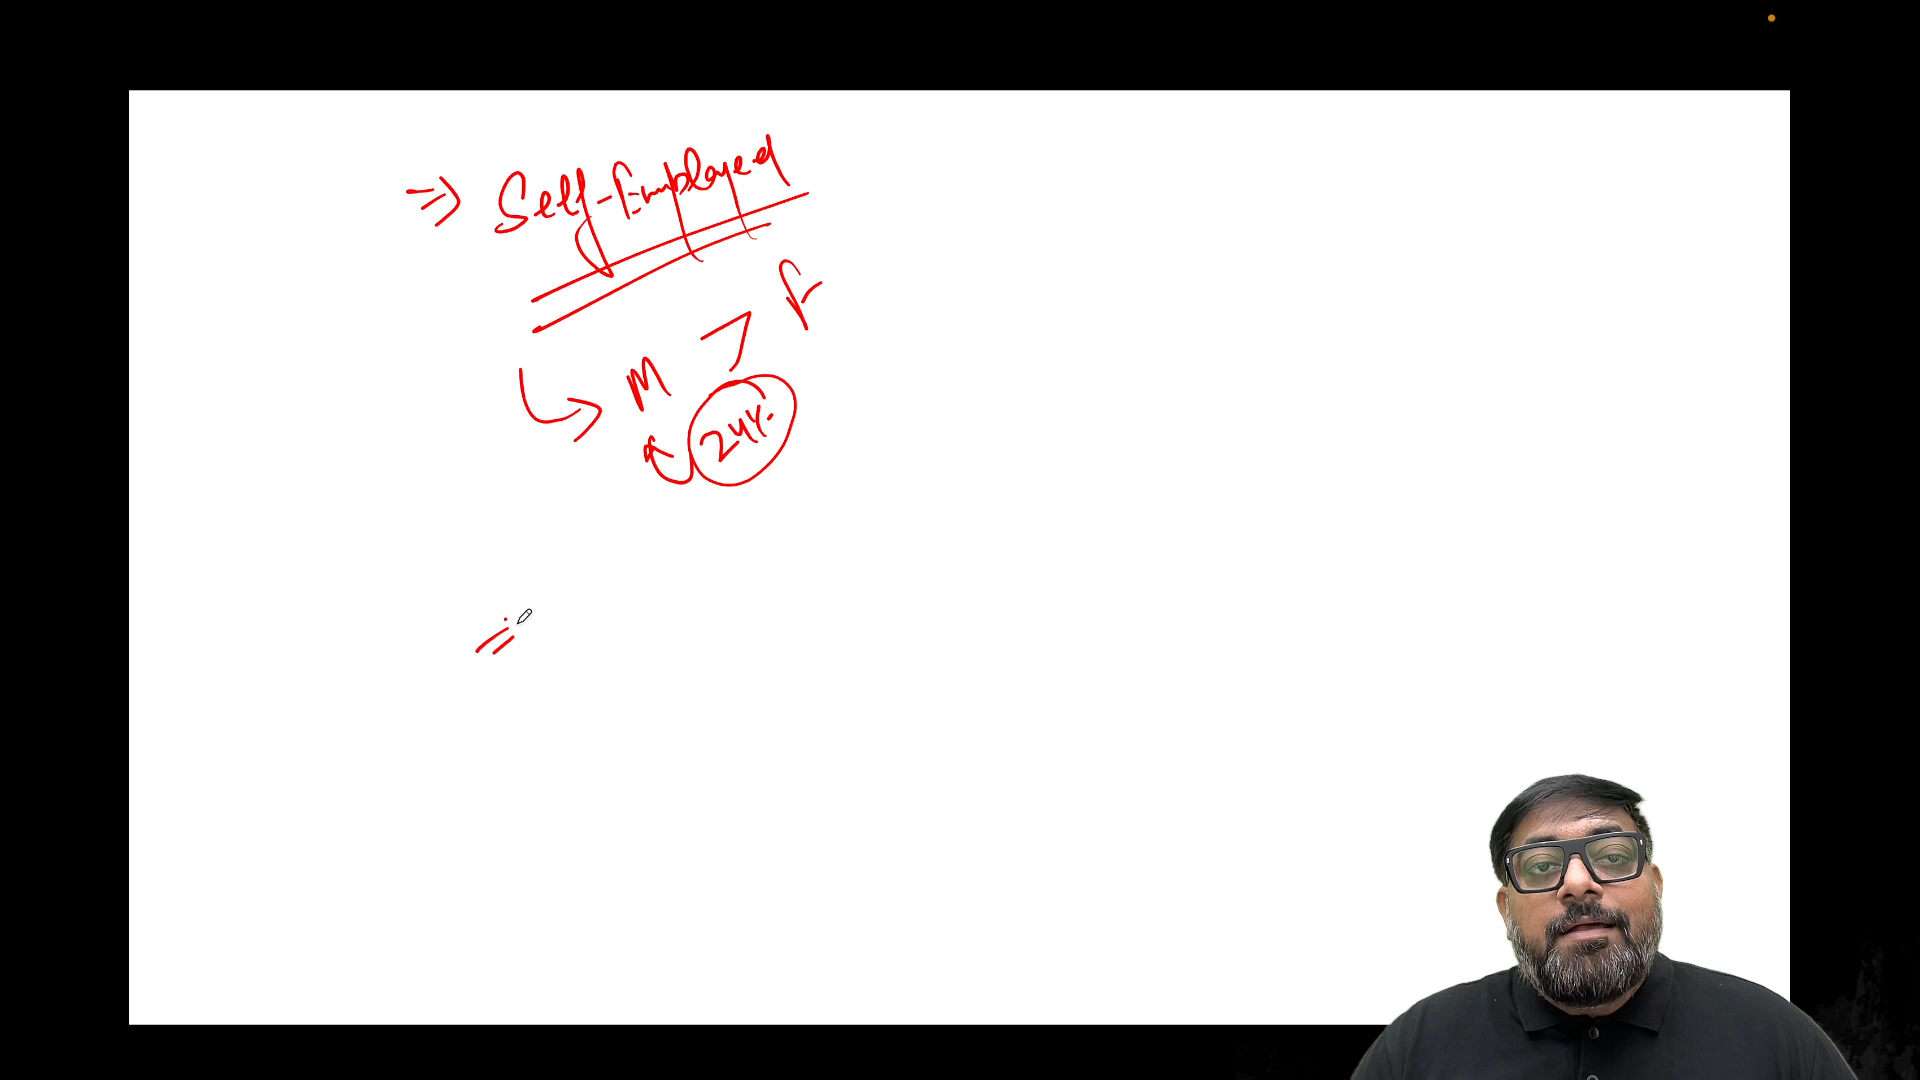 ⇒ Self-Employed
↳ M > F
24%
=